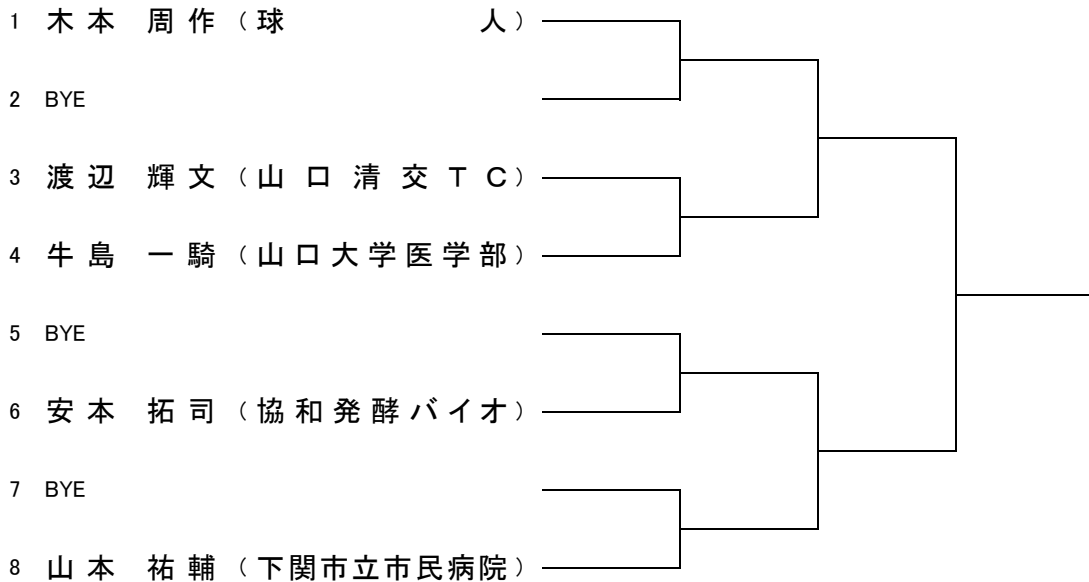 1 木本 周作（球 人）
2 BYE
3 渡辺 輝文（山口清交ＴＣ）
4 牛島 一騎（山口大学医学部）
5 BYE
6 安本 拓司（協和発酵バイオ）
7 BYE
8 山本 祐輔（下関市立市民病院）